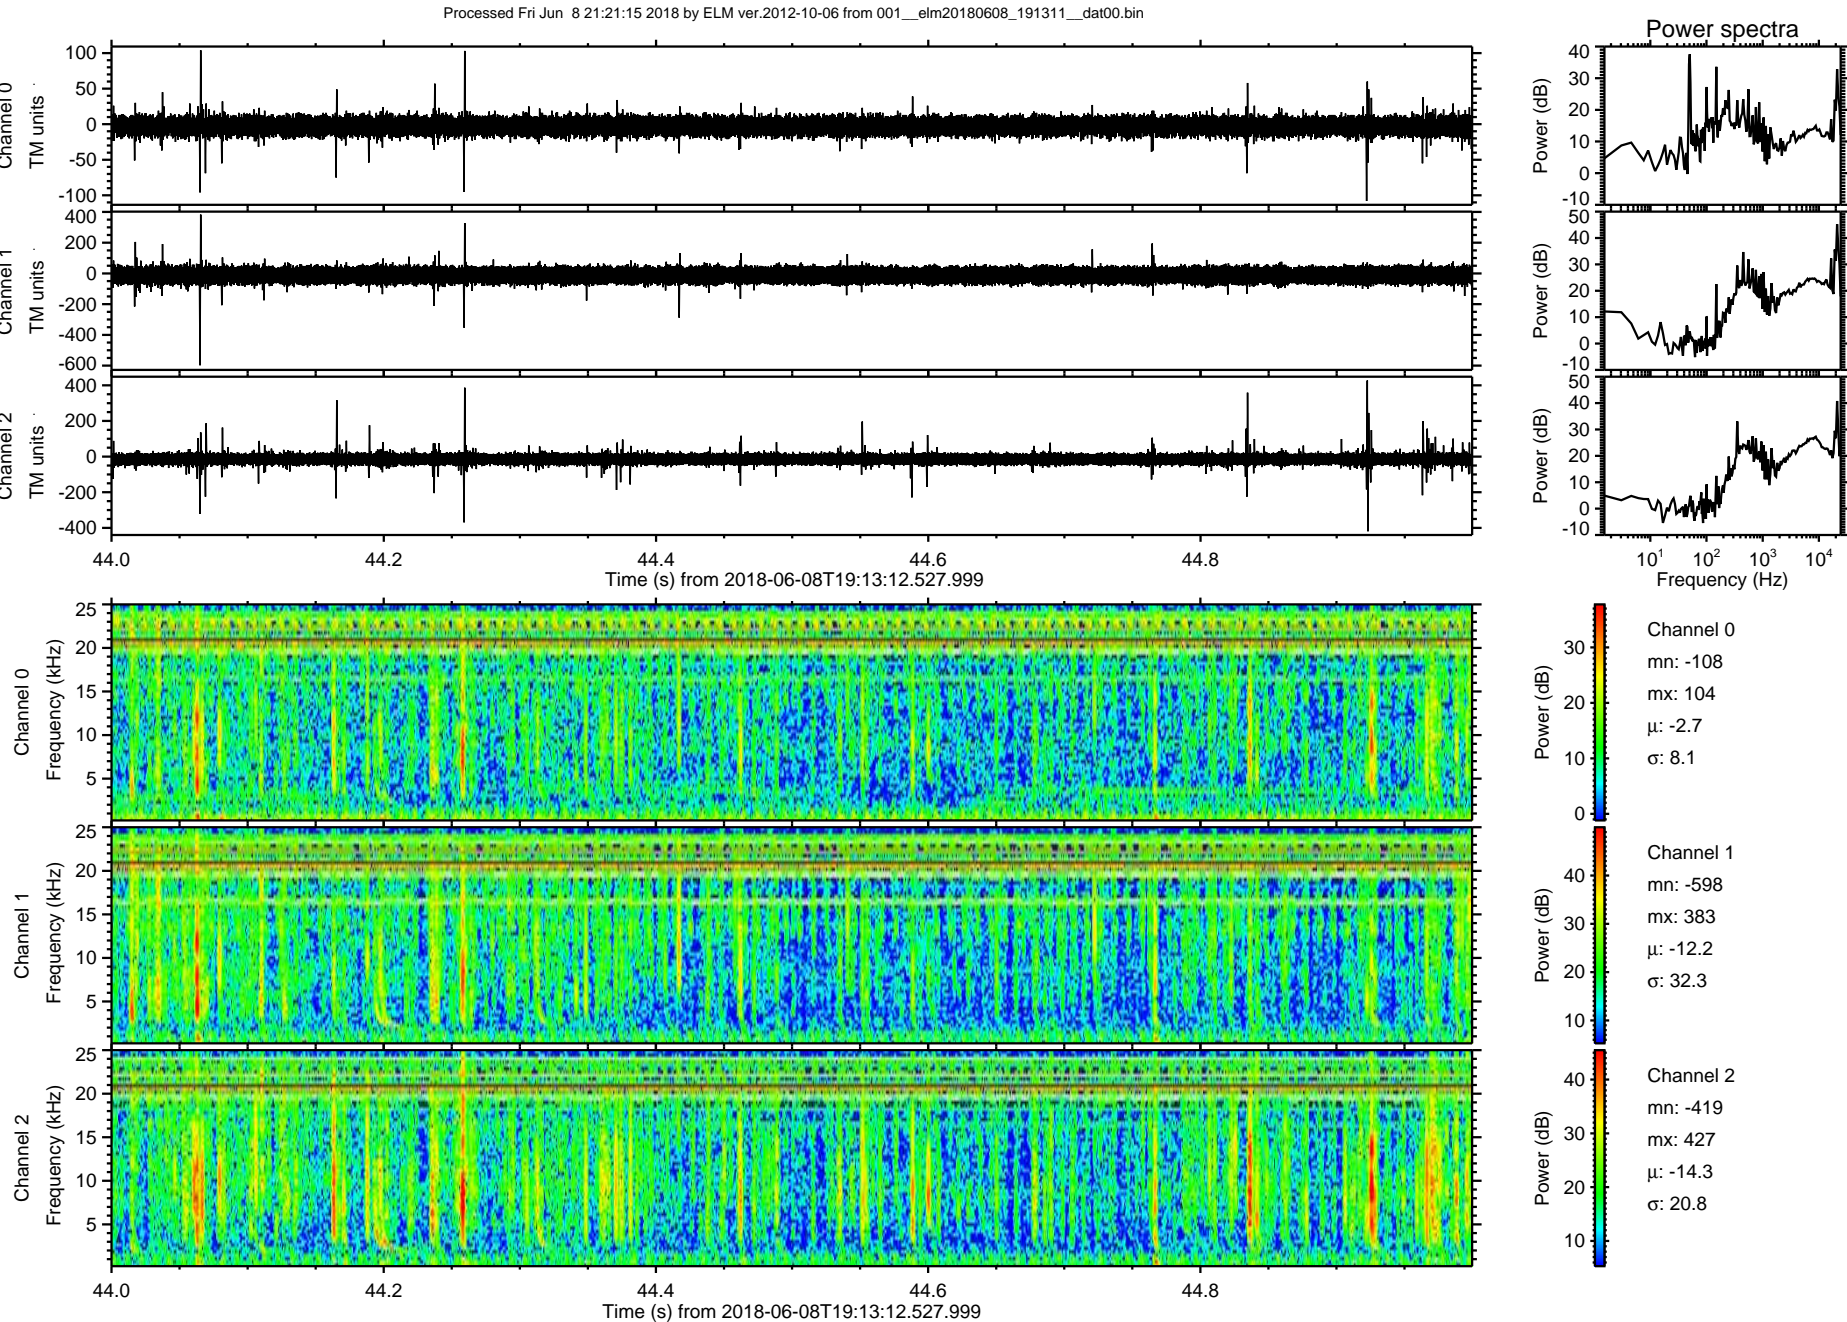 Processed Fri Jun  8 21:21:15 2018 by ELM ver.2012-10-06 from 001__elm20180608_191311__dat00.bin
Power spectra
Channel 0
TM units
100
50
0
-50
-100
Power (dB)
40
30
20
10
0
-10
Channel 1
TM units
400
200
0
-200
-400
-600
Power (dB)
50
40
30
20
10
0
-10
Channel 2
TM units
400
200
0
-200
-400
Power (dB)
50
40
30
20
10
0
-10
44.0 44.2 44.4 44.6 44.8
Time (s) from 2018-06-08T19:13:12.527.999
10¹ 10² 10³ 10⁴
Frequency (Hz)
Channel 0
Frequency (kHz)
25
20
15
10
5
Power (dB)
30
20
10
0
Channel 0
mn: -108
mx: 104
μ: -2.7
σ: 8.1
Channel 1
Frequency (kHz)
25
20
15
10
5
Power (dB)
40
30
20
10
Channel 1
mn: -598
mx: 383
μ: -12.2
σ: 32.3
Channel 2
Frequency (kHz)
25
20
15
10
5
Power (dB)
40
30
20
10
Channel 2
mn: -419
mx: 427
μ: -14.3
σ: 20.8
44.0 44.2 44.4 44.6 44.8
Time (s) from 2018-06-08T19:13:12.527.999